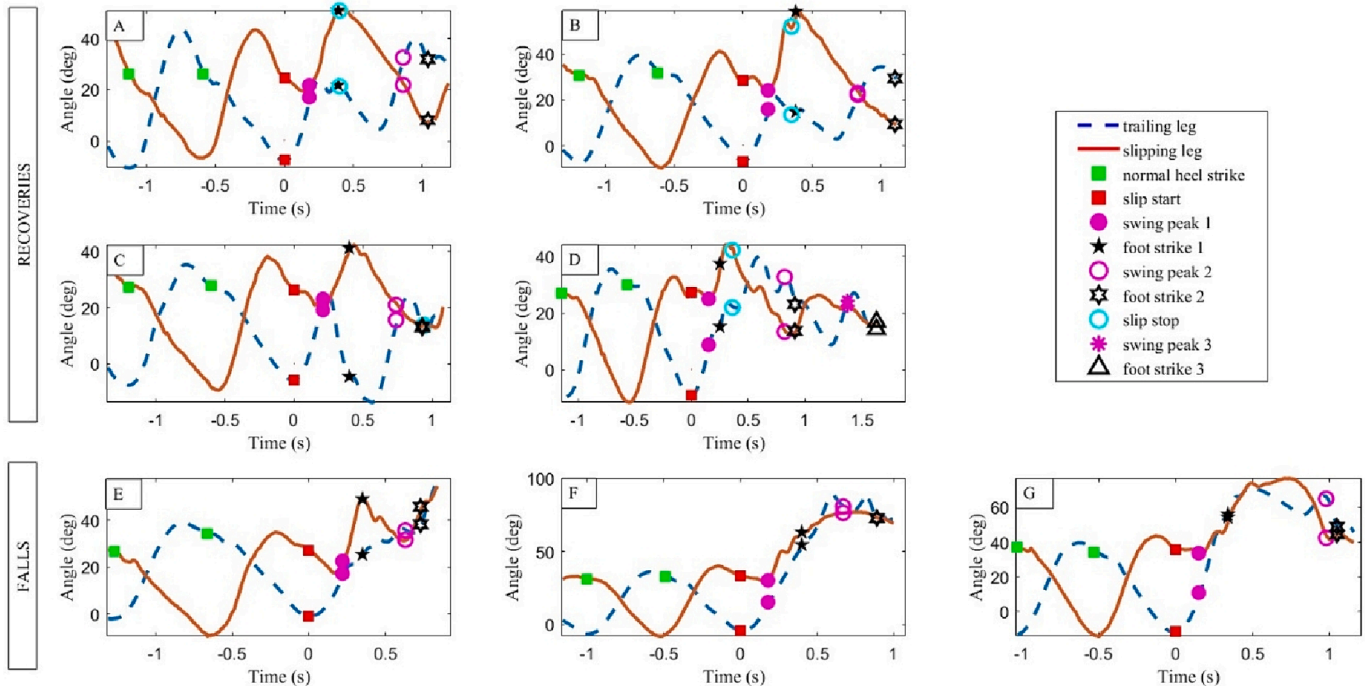 RECOVERIES
A
Angle (deg)
40
20
0
-1
-0.5
0
0.5
1
Time (s)
B
Angle (deg)
40
20
0
-1
-0.5
0
0.5
1
Time (s)
trailing leg
slipping leg
normal heel strike
slip start
swing peak 1
foot strike 1
swing peak 2
foot strike 2
slip stop
swing peak 3
foot strike 3
C
Angle (deg)
40
20
0
-1
-0.5
0
0.5
1
Time (s)
D
Angle (deg)
40
20
0
-1
-0.5
0
0.5
1
1.5
Time (s)
FALLS
E
Angle (deg)
40
20
0
-1
-0.5
0
0.5
Time (s)
F
Angle (deg)
100
50
0
-1
-0.5
0
0.5
1
Time (s)
G
Angle (deg)
60
40
20
0
-1
-0.5
0
0.5
1
Time (s)